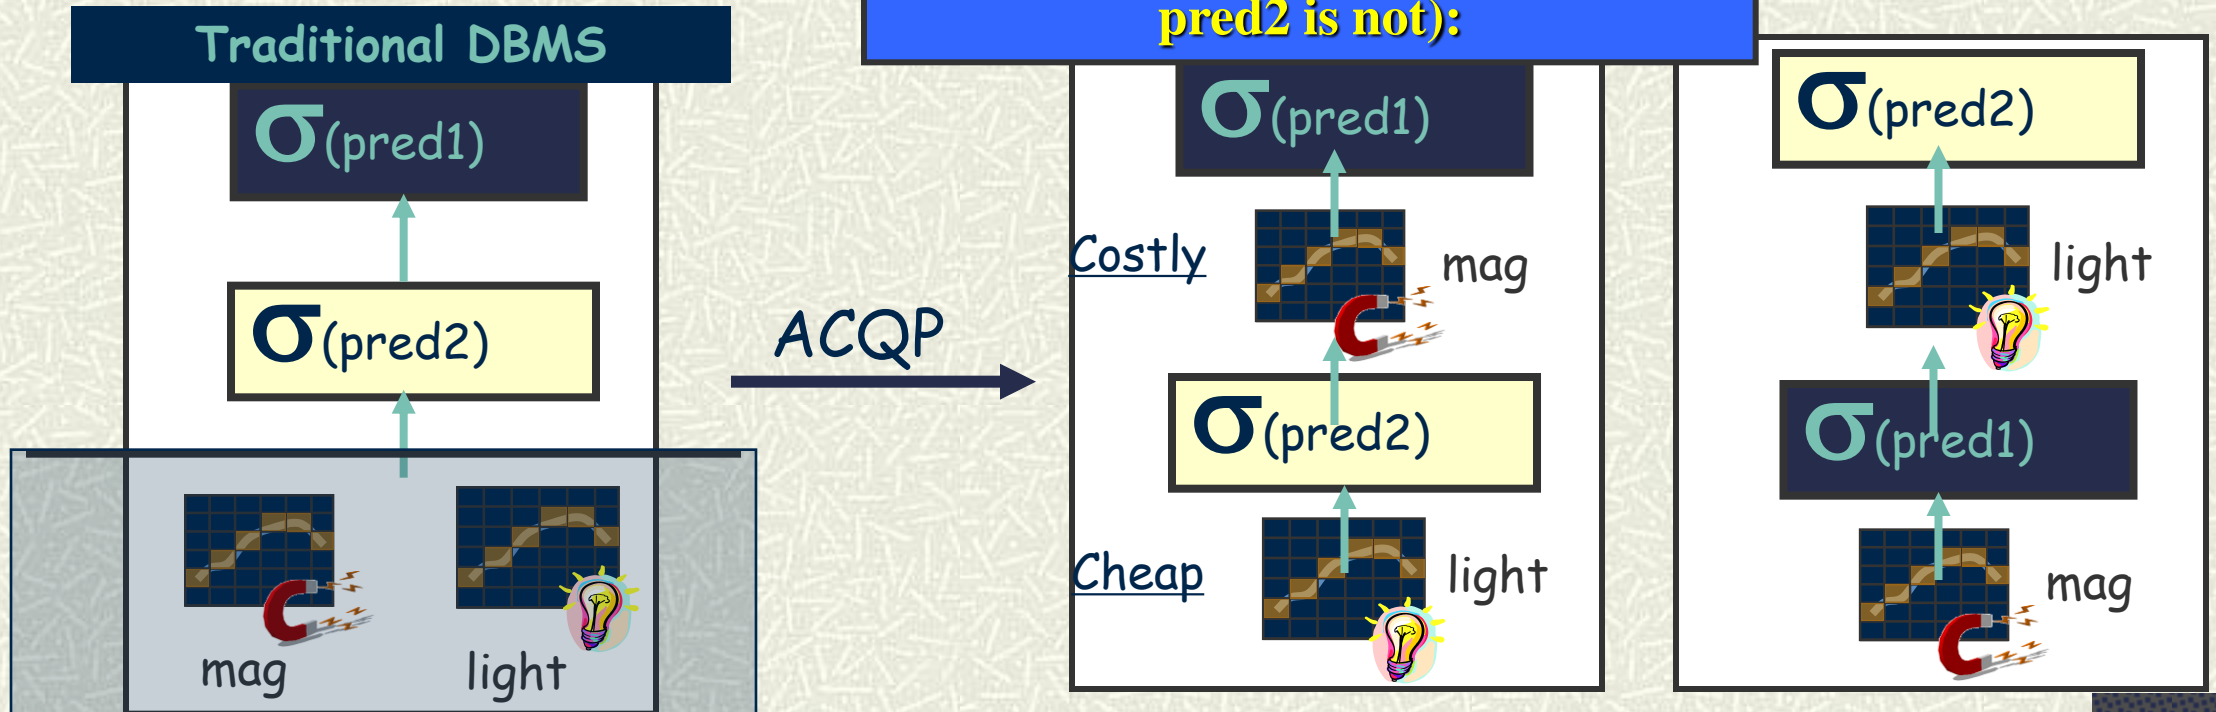 Traditional DBMS
σ(pred1)
σ(pred2)
mag
light
ACQP
pred2 is not):
σ(pred1)
Costly
mag
σ(pred2)
Cheap
light
σ(pred2)
light
σ(pred1)
mag